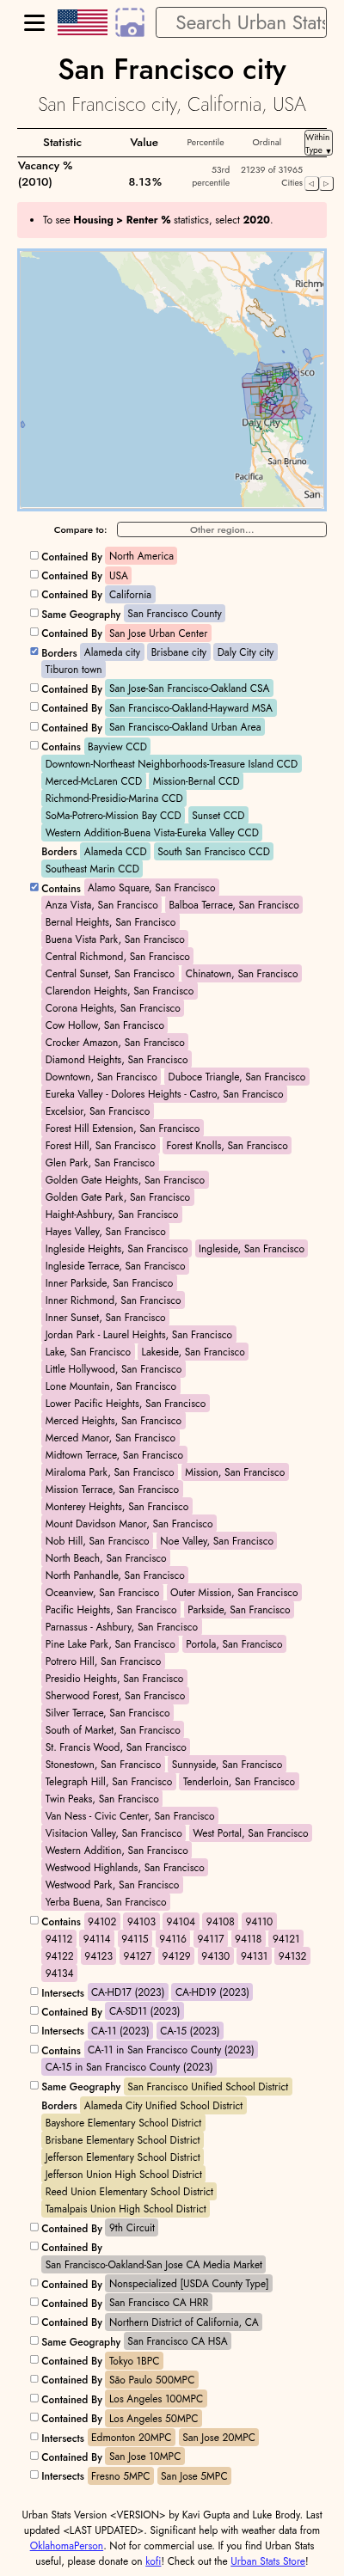 Search Urban Stats
San Francisco city
San Francisco city, California, USA
Statistic Value Percentile Ordinal Within Type ▼
Vacancy % (2010) 8.13% 53rd percentile 21239 of 31965 Cities ◁ ▷
• To see Housing > Renter % statistics, select 2020.
Richmo
San Francisco
Daly City
San Bruno
Pacifica
San
Compare to: Other region...
Contained By North America
Contained By USA
Contained By California
Same Geography San Francisco County
Contained By San Jose Urban Center
Borders Alameda city Brisbane city Daly City city
Tiburon town
Contained By San Jose-San Francisco-Oakland CSA
Contained By San Francisco-Oakland-Hayward MSA
Contained By San Francisco-Oakland Urban Area
Contains Bayview CCD
Downtown-Northeast Neighborhoods-Treasure Island CCD
Merced-McLaren CCD Mission-Bernal CCD
Richmond-Presidio-Marina CCD
SoMa-Potrero-Mission Bay CCD Sunset CCD
Western Addition-Buena Vista-Eureka Valley CCD
Borders Alameda CCD South San Francisco CCD
Southeast Marin CCD
Contains Alamo Square, San Francisco
Anza Vista, San Francisco Balboa Terrace, San Francisco
Bernal Heights, San Francisco
Buena Vista Park, San Francisco
Central Richmond, San Francisco
Central Sunset, San Francisco Chinatown, San Francisco
Clarendon Heights, San Francisco
Corona Heights, San Francisco
Cow Hollow, San Francisco
Crocker Amazon, San Francisco
Diamond Heights, San Francisco
Downtown, San Francisco Duboce Triangle, San Francisco
Eureka Valley - Dolores Heights - Castro, San Francisco
Excelsior, San Francisco
Forest Hill Extension, San Francisco
Forest Hill, San Francisco Forest Knolls, San Francisco
Glen Park, San Francisco
Golden Gate Heights, San Francisco
Golden Gate Park, San Francisco
Haight-Ashbury, San Francisco
Hayes Valley, San Francisco
Ingleside Heights, San Francisco Ingleside, San Francisco
Ingleside Terrace, San Francisco
Inner Parkside, San Francisco
Inner Richmond, San Francisco
Inner Sunset, San Francisco
Jordan Park - Laurel Heights, San Francisco
Lake, San Francisco Lakeside, San Francisco
Little Hollywood, San Francisco
Lone Mountain, San Francisco
Lower Pacific Heights, San Francisco
Merced Heights, San Francisco
Merced Manor, San Francisco
Midtown Terrace, San Francisco
Miraloma Park, San Francisco Mission, San Francisco
Mission Terrace, San Francisco
Monterey Heights, San Francisco
Mount Davidson Manor, San Francisco
Nob Hill, San Francisco Noe Valley, San Francisco
North Beach, San Francisco
North Panhandle, San Francisco
Oceanview, San Francisco Outer Mission, San Francisco
Pacific Heights, San Francisco Parkside, San Francisco
Parnassus - Ashbury, San Francisco
Pine Lake Park, San Francisco Portola, San Francisco
Potrero Hill, San Francisco
Presidio Heights, San Francisco
Sherwood Forest, San Francisco
Silver Terrace, San Francisco
South of Market, San Francisco
St. Francis Wood, San Francisco
Stonestown, San Francisco Sunnyside, San Francisco
Telegraph Hill, San Francisco Tenderloin, San Francisco
Twin Peaks, San Francisco
Van Ness - Civic Center, San Francisco
Visitacion Valley, San Francisco West Portal, San Francisco
Western Addition, San Francisco
Westwood Highlands, San Francisco
Westwood Park, San Francisco
Yerba Buena, San Francisco
Contains 94102 94103 94104 94108 94110
94112 94114 94115 94116 94117 94118 94121
94122 94123 94127 94129 94130 94131 94132
94134
Intersects CA-HD17 (2023) CA-HD19 (2023)
Contained By CA-SD11 (2023)
Intersects CA-11 (2023) CA-15 (2023)
Contains CA-11 in San Francisco County (2023)
CA-15 in San Francisco County (2023)
Same Geography San Francisco Unified School District
Borders Alameda City Unified School District
Bayshore Elementary School District
Brisbane Elementary School District
Jefferson Elementary School District
Jefferson Union High School District
Reed Union Elementary School District
Tamalpais Union High School District
Contained By 9th Circuit
Contained By
San Francisco-Oakland-San Jose CA Media Market
Contained By Nonspecialized [USDA County Type]
Contained By San Francisco CA HRR
Contained By Northern District of California, CA
Same Geography San Francisco CA HSA
Contained By Tokyo 1BPC
Contained By São Paulo 500MPC
Contained By Los Angeles 100MPC
Contained By Los Angeles 50MPC
Intersects Edmonton 20MPC San Jose 20MPC
Contained By San Jose 10MPC
Intersects Fresno 5MPC San Jose 5MPC
Urban Stats Version <VERSION> by Kavi Gupta and Luke Brody. Last
updated <LAST UPDATED>. Significant help with weather data from
OklahomaPerson. Not for commercial use. If you find Urban Stats
useful, please donate on kofi! Check out the Urban Stats Store!